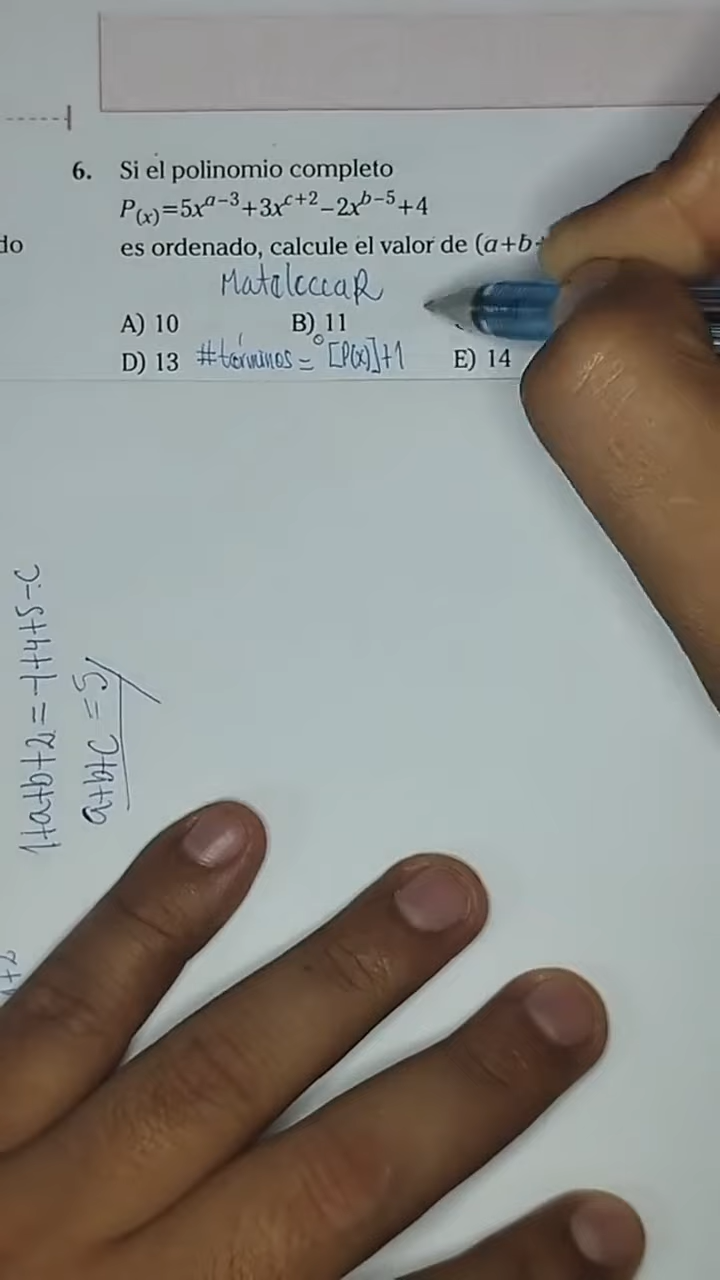 6. Si el polinomio completo
P(x)=5x^{a−3}+3x^{c+2}−2x^{b−5}+4
do
es ordenado, calcule el valor de (a+b+
MateleccaR
A) 10 B) 11
D) 13 #términos = °[P(x)]+1 E) 14
1+a+b+2 = -1+4+5-c
a+b+c = 5